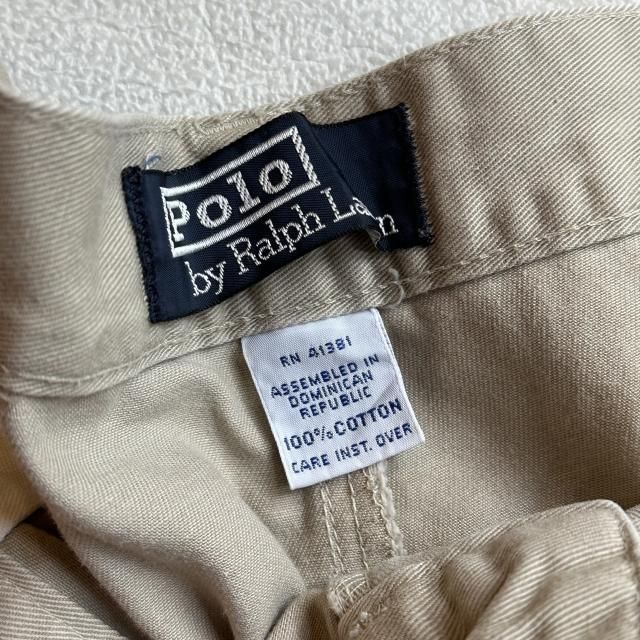 Polo
by Ralph
RN 41381
ASSEMBLED IN
DOMINICAN
REPUBLIC
100% COTTON
CARE INST. OVER